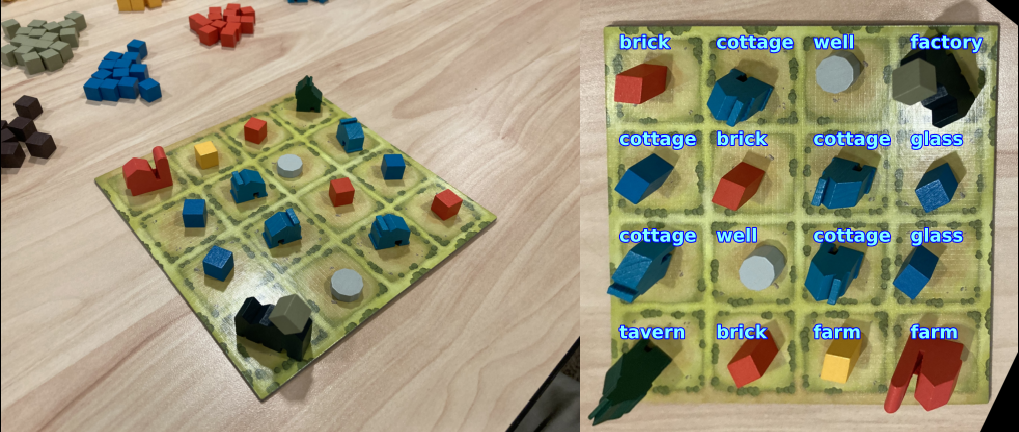 brick cottage well factory
cottage brick cottage glass
cottage well cottage glass
tavern brick farm farm